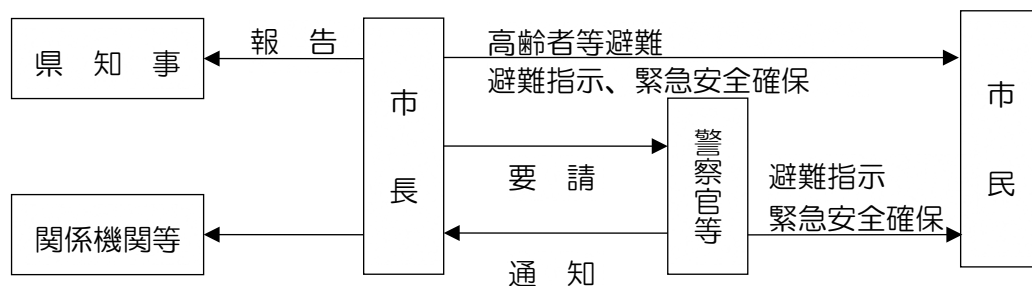 県 知 事
報 告
市長
高齢者等避難
避難指示、緊急安全確保
市民
要 請
警察官等
避難指示
緊急安全確保
関係機関等
通 知